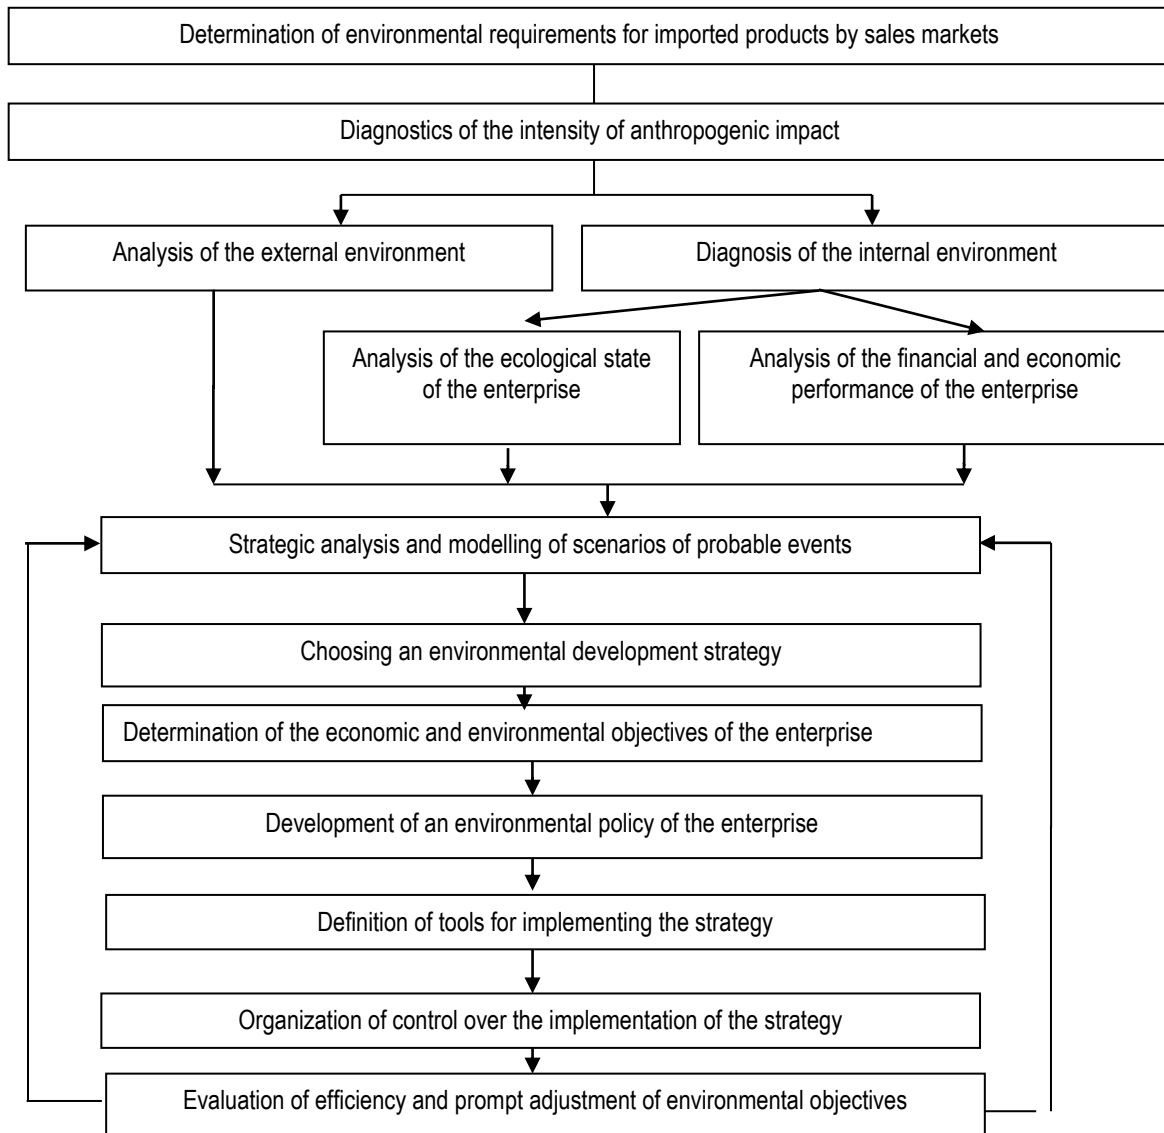 Determination of environmental requirements for imported products by sales markets
Diagnostics of the intensity of anthropogenic impact
Analysis of the external environment
Diagnosis of the internal environment
Analysis of the ecological state
of the enterprise
Analysis of the financial and economic
performance of the enterprise
Strategic analysis and modelling of scenarios of probable events
Choosing an environmental development strategy
Determination of the economic and environmental objectives of the enterprise
Development of an environmental policy of the enterprise
Definition of tools for implementing the strategy
Organization of control over the implementation of the strategy
Evaluation of efficiency and prompt adjustment of environmental objectives